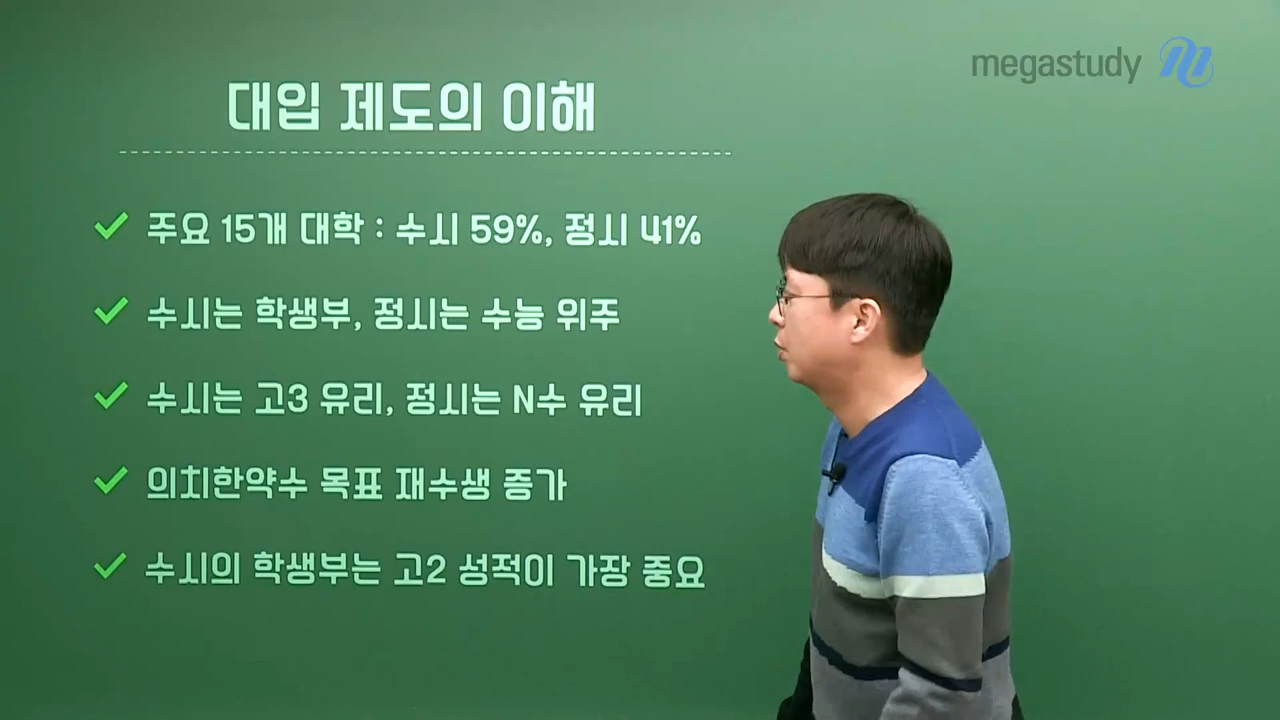 megastudy
대입 제도의 이해
주요 15개 대학 : 수시 59%, 정시 41%
수시는 학생부, 정시는 수능 위주
수시는 고3 유리, 정시는 N수 유리
의치한약수 목표 재수생 증가
수시의 학생부는 고2 성적이 가장 중요